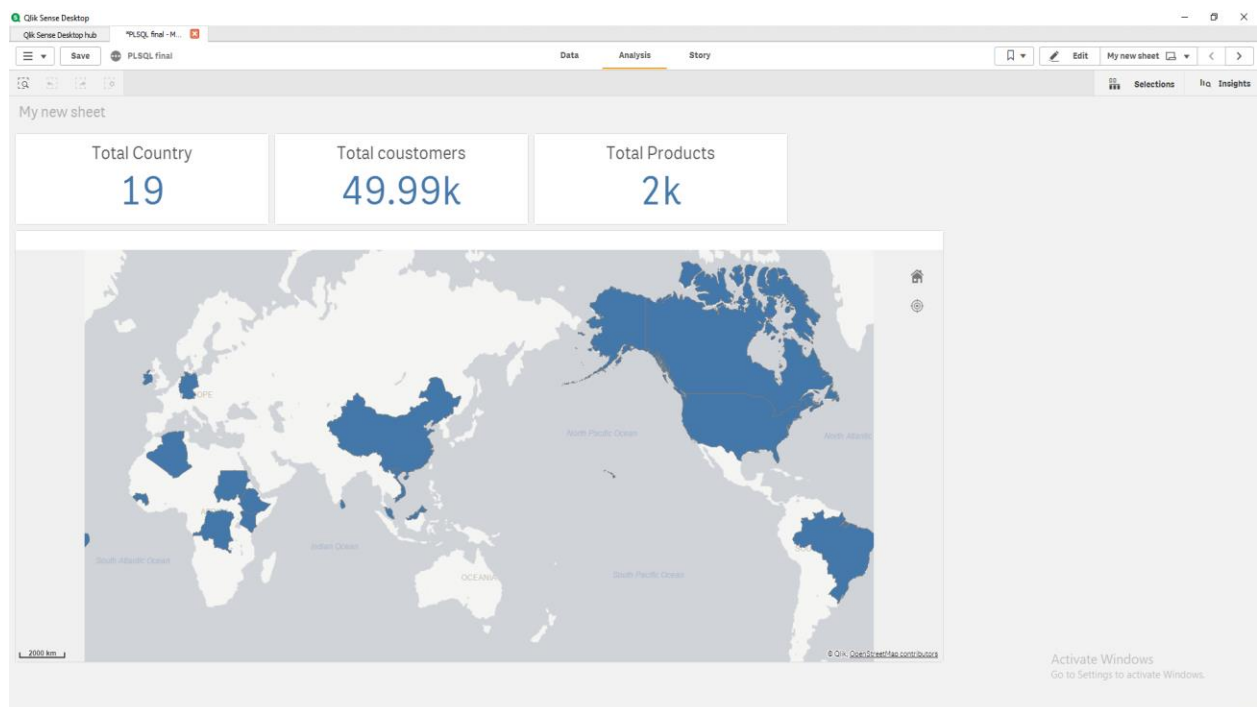 Qlik Sense Desktop
Qlik Sense Desktop hub
*PLSQL final - M...
Save
PLSQL final
Data
Analysis
Story
Edit
My new sheet
Selections
Insights
My new sheet
Total Country
19
Total coustomers
49.99k
Total Products
2k
OPE
North Pacific Ocean
North Atlantic
Indian Ocean
South Atlantic Ocean
OCEANIA
South Pacific Ocean
2000 km
© Qlik, OpenStreetMap contributors
Activate Windows
Go to Settings to activate Windows.